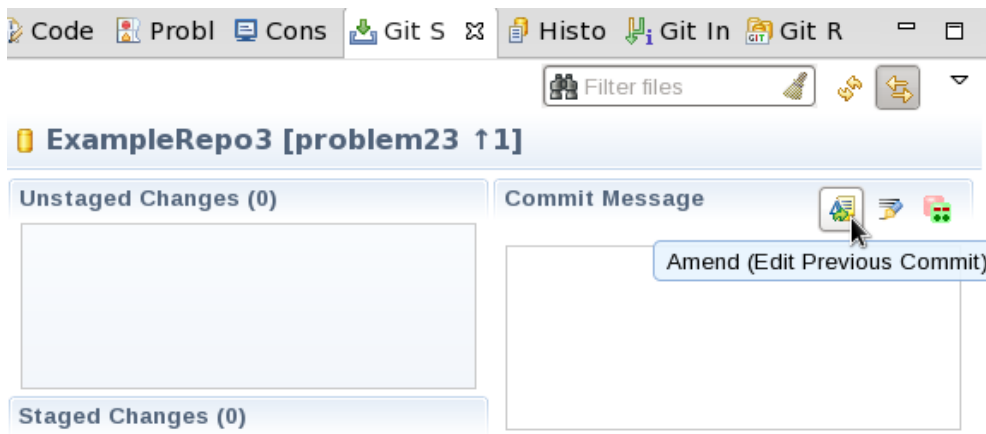 Code Probl Cons Git S Histo Git In Git R
Filter files
ExampleRepo3 [problem23 ↑1]
Unstaged Changes (0)
Commit Message
Amend (Edit Previous Commit)
Staged Changes (0)